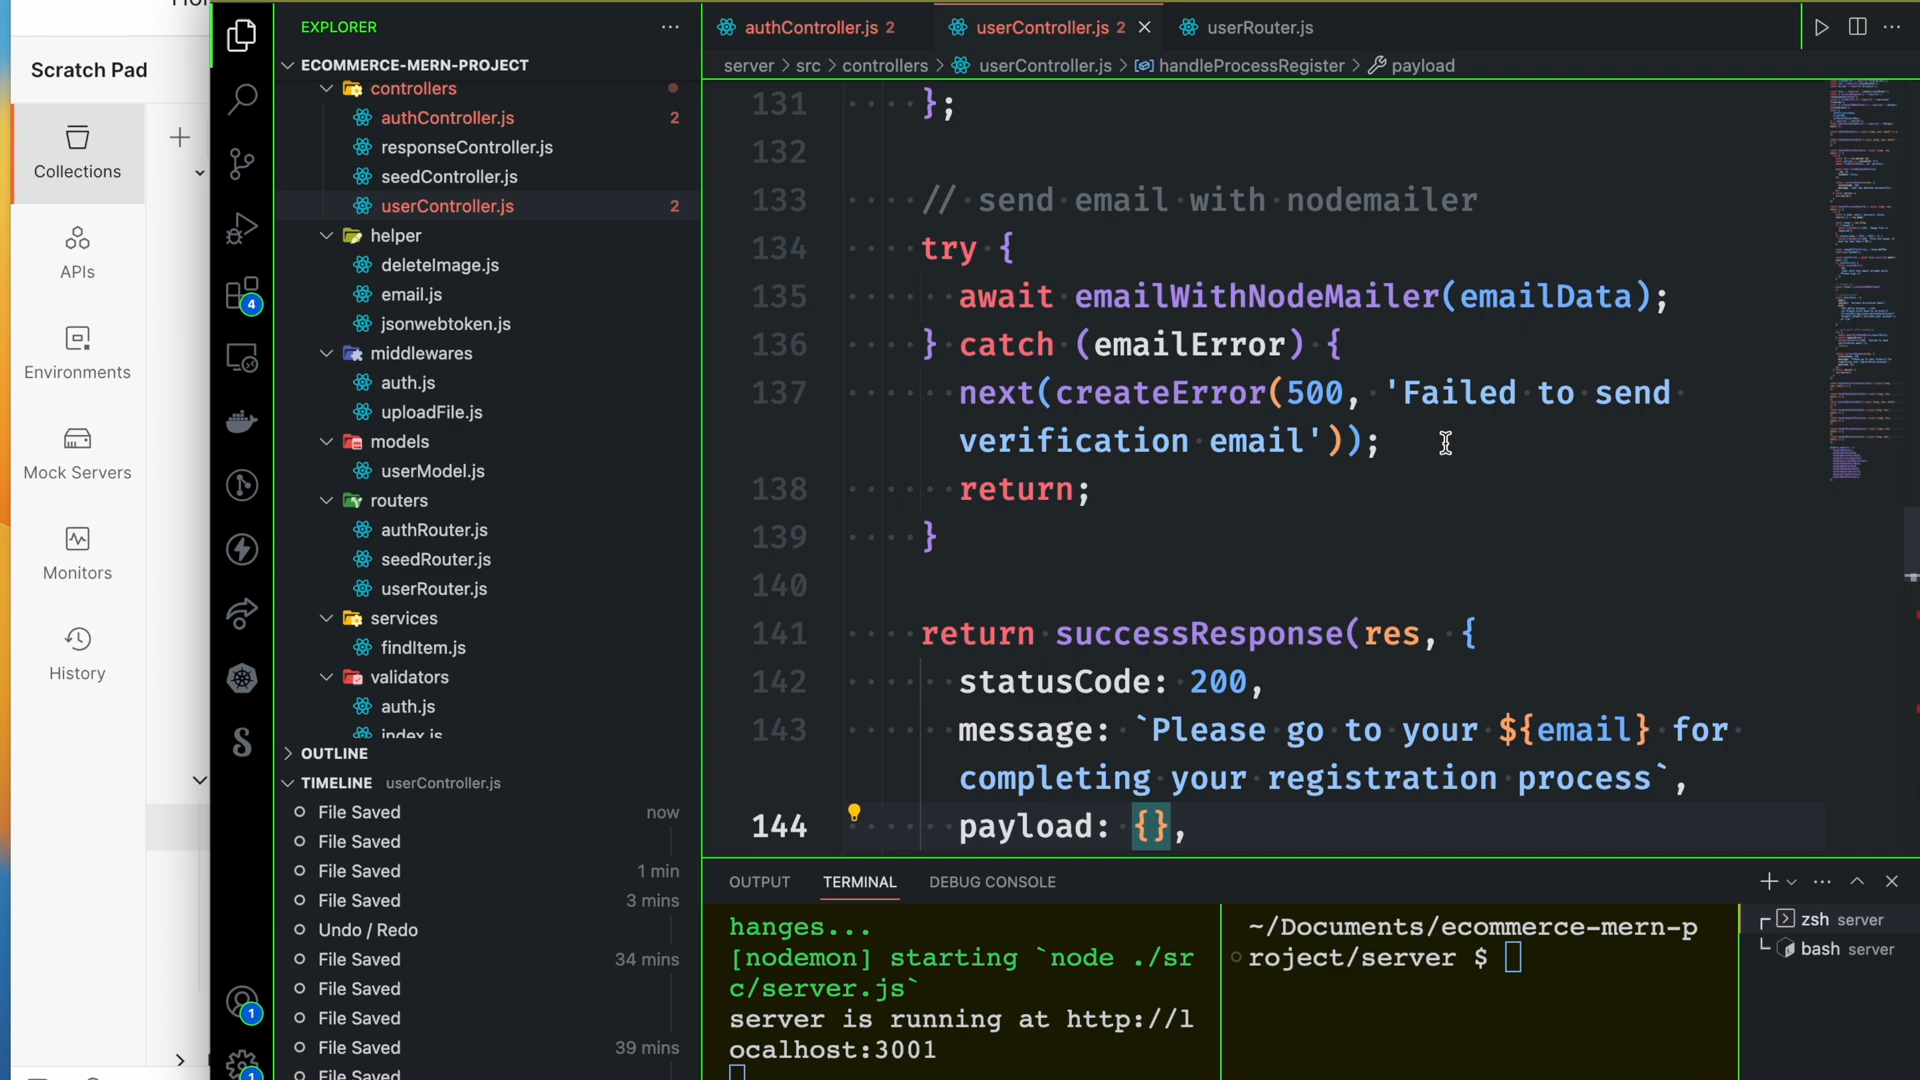 Scratch Pad
Collections
APIs
Environments
Mock Servers
Monitors
History
4
1
1
EXPLORER
ECOMMERCE-MERN-PROJECT
controllers
authController.js 2
responseController.js
seedController.js
userController.js 2
helper
deleteImage.js
email.js
jsonwebtoken.js
middlewares
auth.js
uploadFile.js
models
userModel.js
routers
authRouter.js
seedRouter.js
userRouter.js
services
findItem.js
validators
auth.js
index.js
OUTLINE
TIMELINE userController.js
File Saved now
File Saved
File Saved 1 min
File Saved 3 mins
Undo / Redo
File Saved 34 mins
File Saved
File Saved
File Saved 39 mins
File Saved
authController.js 2 userController.js 2 userRouter.js
server > src > controllers > userController.js > handleProcessRegister > payload
131 };
132
133 // send email with nodemailer
134 try {
135 await emailWithNodeMailer(emailData);
136 } catch (emailError) {
137 next(createError(500, 'Failed to send
verification email'));
138 return;
139 }
140
141 return successResponse(res, {
142 statusCode: 200,
143 message: `Please go to your ${email} for
completing your registration process`,
144 payload: {},
OUTPUT TERMINAL DEBUG CONSOLE
hanges...
[nodemon] starting `node ./sr
c/server.js`
server is running at http://l
ocalhost:3001
~/Documents/ecommerce-mern-p
roject/server $
zsh server
bash server